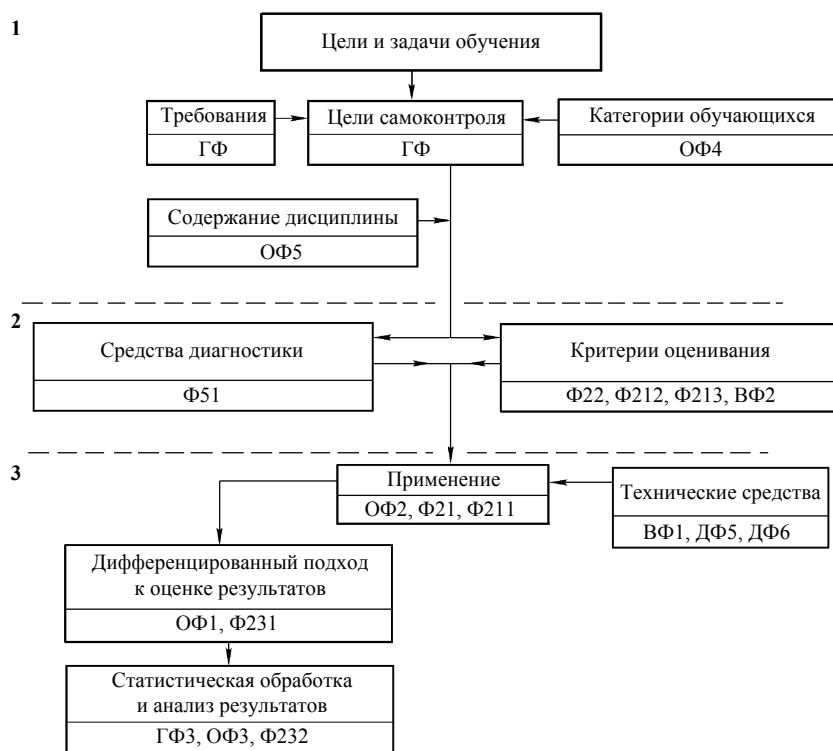 1
Цели и задачи обучения
Требования
ГФ
Цели самоконтроля
ГФ
Категории обучающихся
ОФ4
Содержание дисциплины
ОФ5
2
Средства диагностики
Ф51
Критерии оценивания
Ф22, Ф212, Ф213, ВФ2
3
Применение
ОФ2, Ф21, Ф211
Технические средства
ВФ1, ДФ5, ДФ6
Дифференцированный подход
к оценке результатов
ОФ1, Ф231
Статистическая обработка
и анализ результатов
ГФ3, ОФ3, Ф232